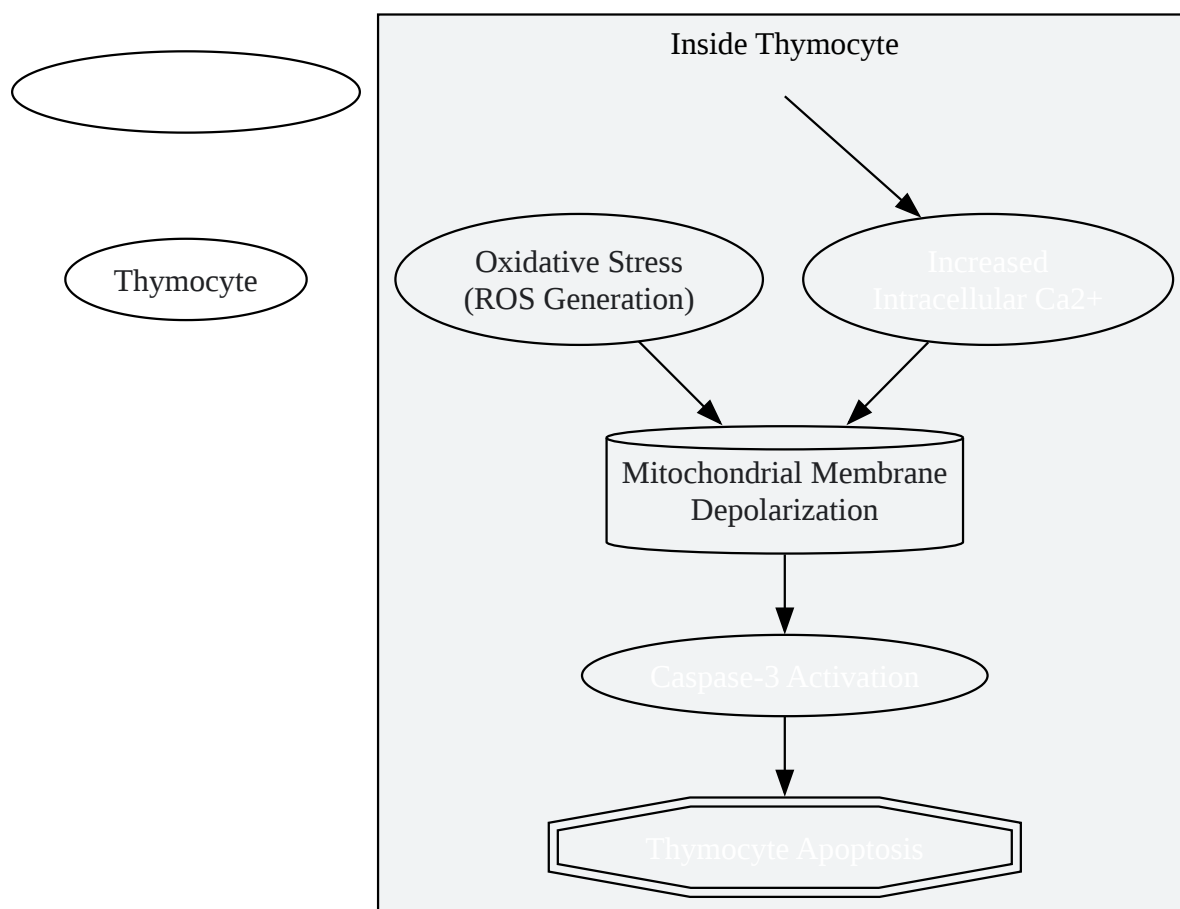 Inside Thymocyte
Thymocyte
Oxidative Stress
(ROS Generation)
Increased
Intracellular Ca2+
Mitochondrial Membrane
Depolarization
Caspase-3 Activation
Thymocyte Apoptosis